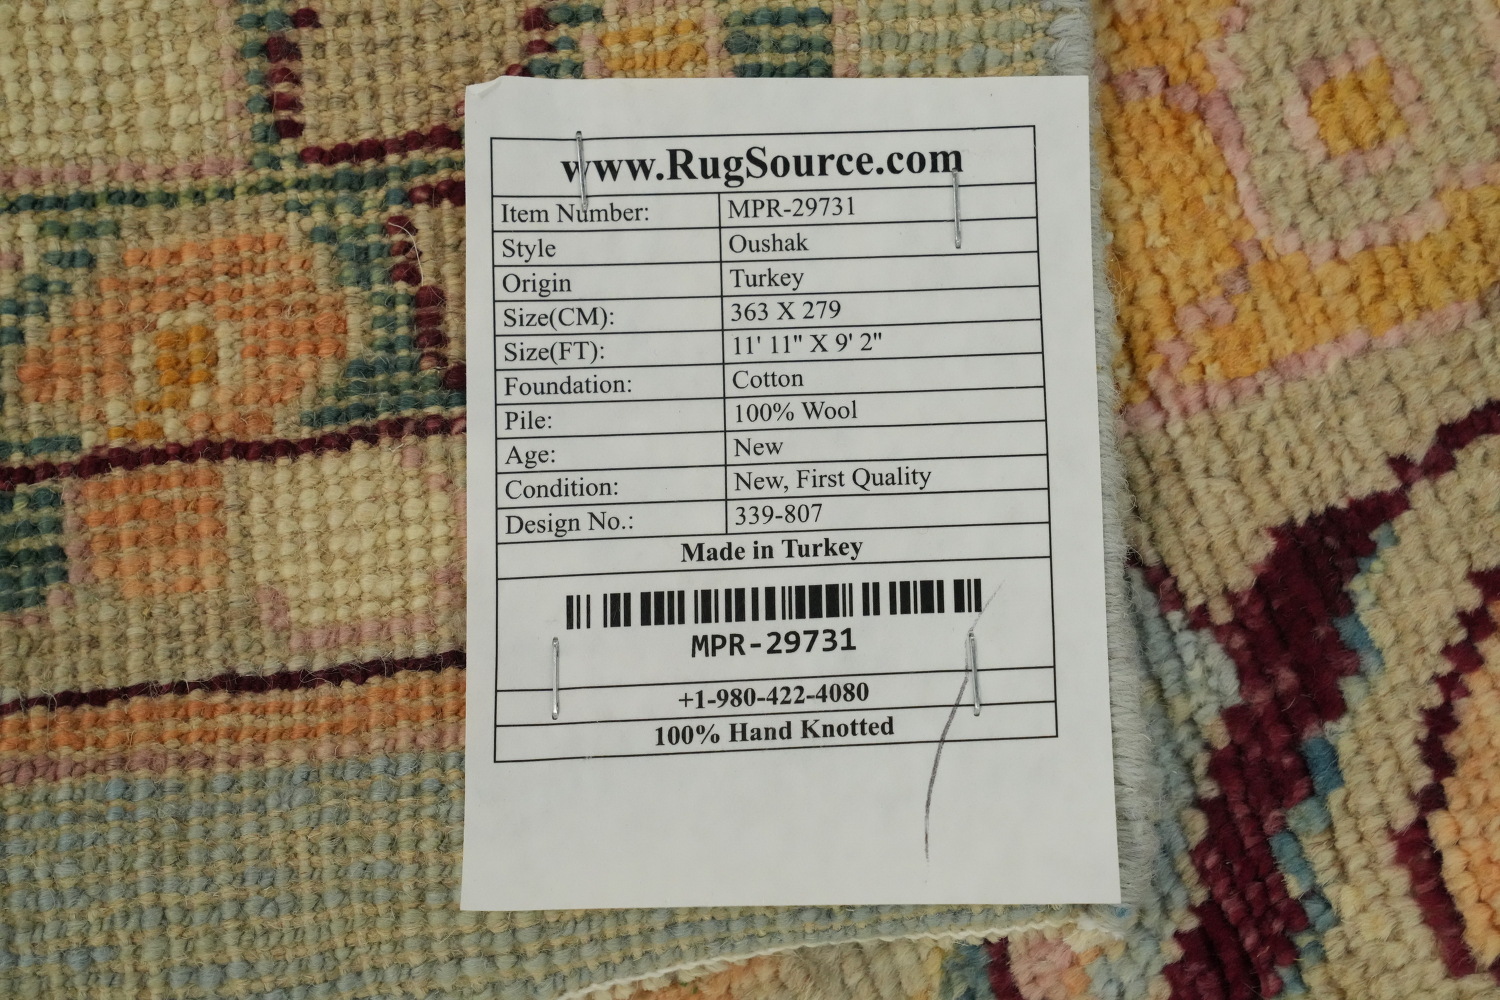 www.RugSource.com
Item Number: MPR-29731
Style Oushak
Origin Turkey
Size(CM): 363 X 279
Size(FT): 11' 11" X 9' 2"
Foundation: Cotton
Pile: 100% Wool
Age: New
Condition: New, First Quality
Design No.: 339-807
Made in Turkey
MPR-29731
+1-980-422-4080
100% Hand Knotted